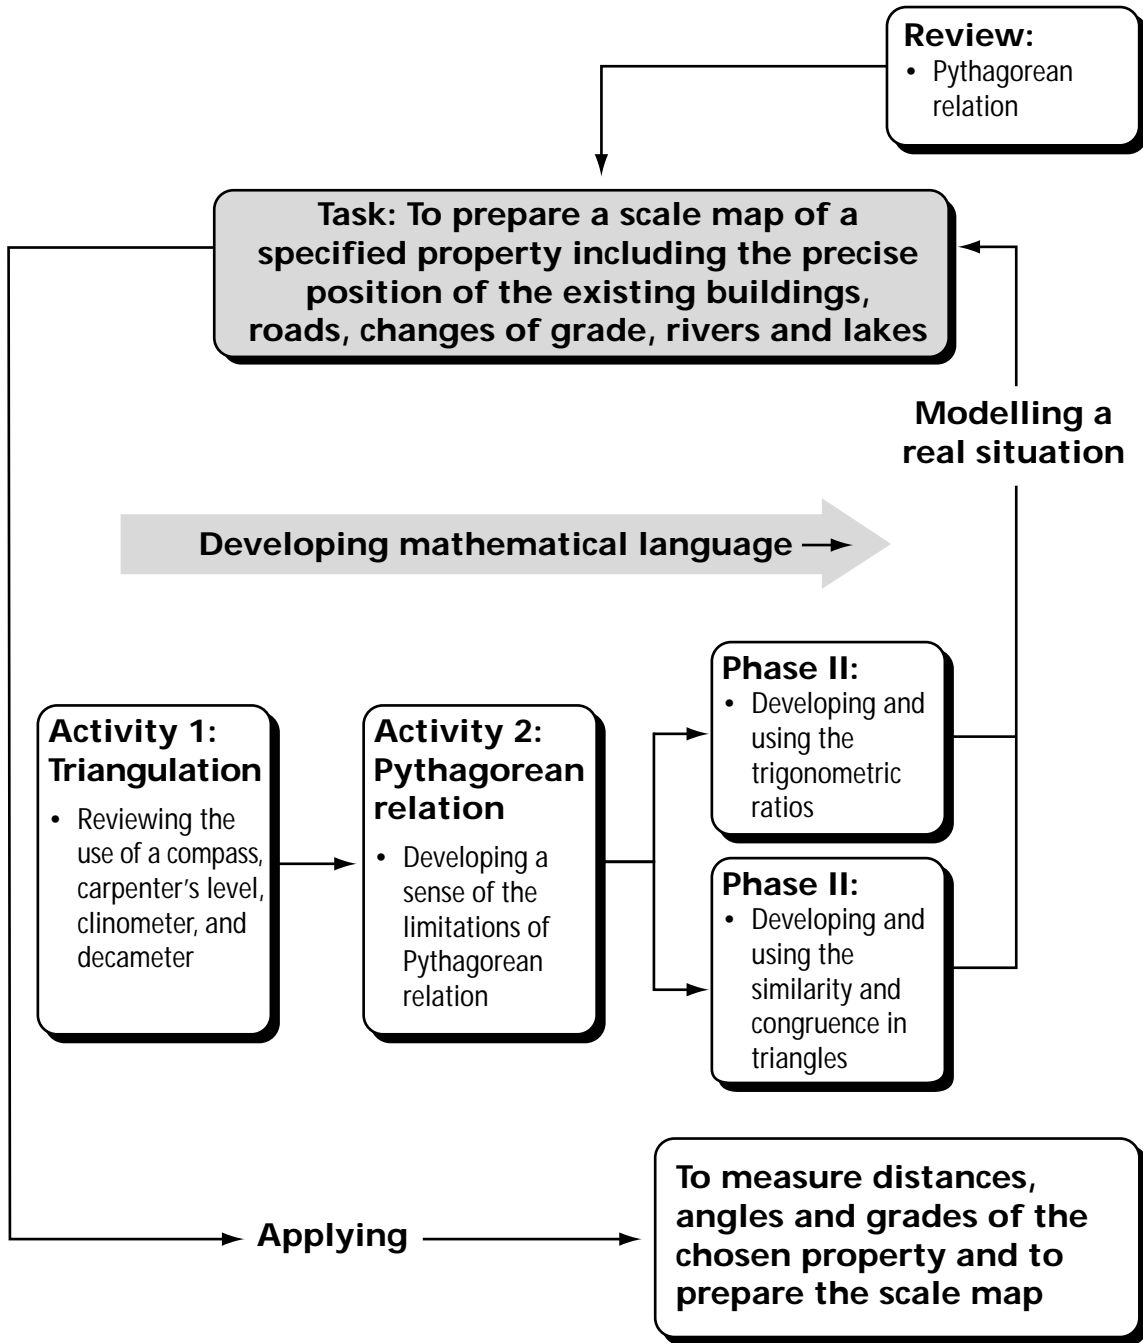 Review:
• Pythagorean
relation
Task: To prepare a scale map of a
specified property including the precise
position of the existing buildings,
roads, changes of grade, rivers and lakes
Modelling a
real situation
Developing mathematical language
Activity 1:
Triangulation
• Reviewing the
use of a compass,
carpenter's level,
clinometer, and
decameter
Activity 2:
Pythagorean
relation
• Developing a
sense of the
limitations of
Pythagorean
relation
Phase II:
• Developing and
using the
trigonometric
ratios
Phase II:
• Developing and
using the
similarity and
congruence in
triangles
Applying
To measure distances,
angles and grades of the
chosen property and to
prepare the scale map